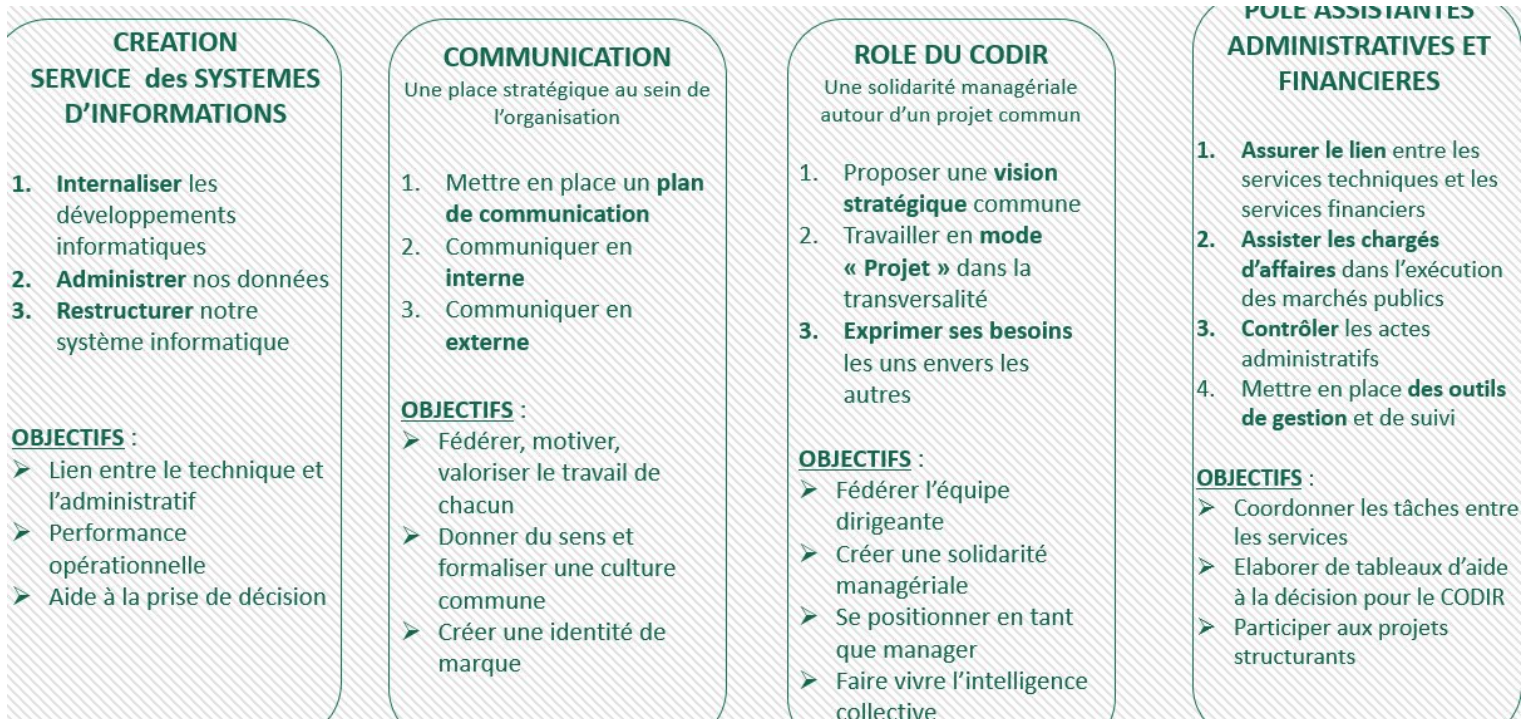 CREATION
SERVICE des SYSTEMES
D’INFORMATIONS
1. Internaliser les
développements
informatiques
2. Administrer nos données
3. Restructurer notre
système informatique
OBJECTIFS :
➢ Lien entre le technique et
l’administratif
➢ Performance
opérationnelle
➢ Aide à la prise de décision
COMMUNICATION
Une place stratégique au sein de
l’organisation
1. Mettre en place un plan
de communication
2. Communiquer en
interne
3. Communiquer en
externe
OBJECTIFS :
➢ Fédérer, motiver,
valoriser le travail de
chacun
➢ Donner du sens et
formaliser une culture
commune
➢ Créer une identité de
marque
ROLE DU CODIR
Une solidarité managériale
autour d’un projet commun
1. Proposer une vision
stratégique commune
2. Travailler en mode
« Projet » dans la
transversalité
3. Exprimer ses besoins
les uns envers les
autres
OBJECTIFS :
➢ Fédérer l’équipe
dirigeante
➢ Créer une solidarité
managériale
➢ Se positionner en tant
que manager
➢ Faire vivre l’intelligence
collective
POLE ASSISTANTES
ADMINISTRATIVES ET
FINANCIERES
1. Assurer le lien entre les
services techniques et les
services financiers
2. Assister les chargés
d’affaires dans l’exécution
des marchés publics
3. Contrôler les actes
administratifs
4. Mettre en place des outils
de gestion et de suivi
OBJECTIFS :
➢ Coordonner les tâches entre
les services
➢ Elaborer de tableaux d’aide
à la décision pour le CODIR
➢ Participer aux projets
structurants